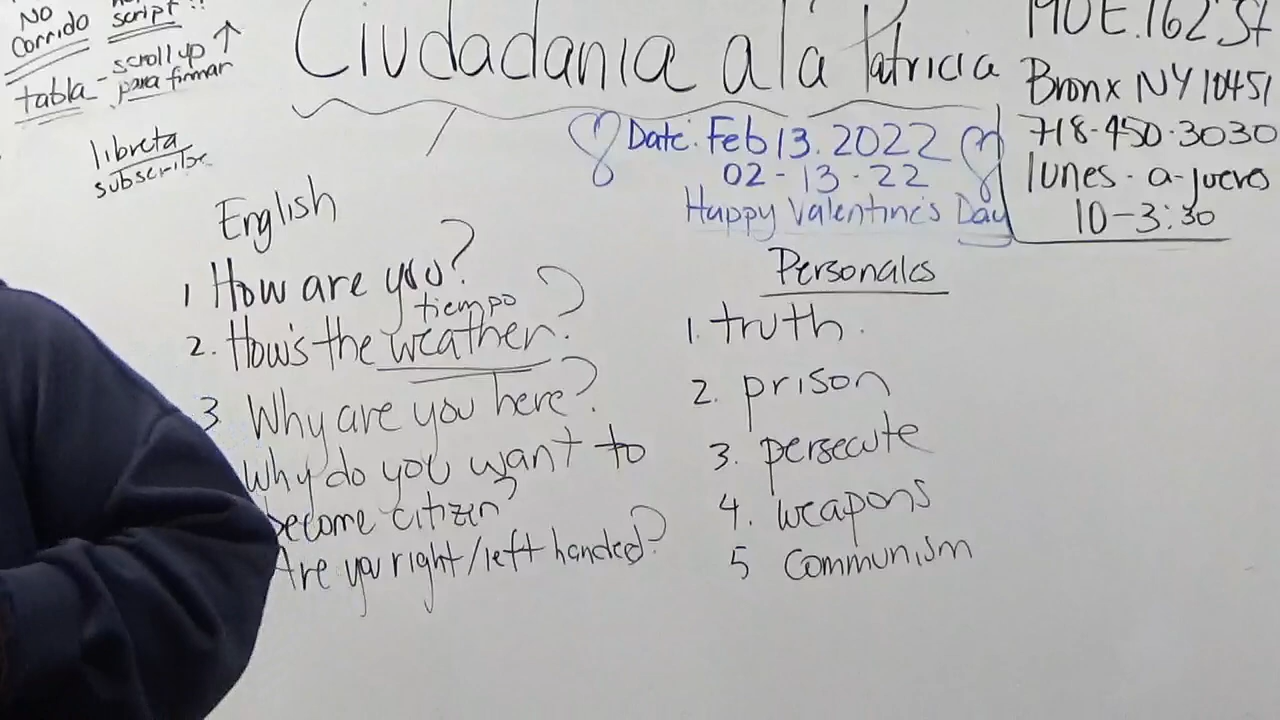 No
Corrido
script !!
tabla - scroll up ↑
para firmar
libreta
subscribe
Ciudadania a la Patricia
190 E. 162 St
Bronx NY 10451
718-450-3030
lunes - a - jueves
10-3:30
Date: Feb 13. 2022
02-13-22
Happy Valentine's Day
English
1 How are you?
tiempo
2. How's the weather?
3 Why are you here?
Why do you want to
become citizen?
Are you right/left handed?
Personales
1. truth.
2. prison
3. persecute
4. weapons
5 Communism